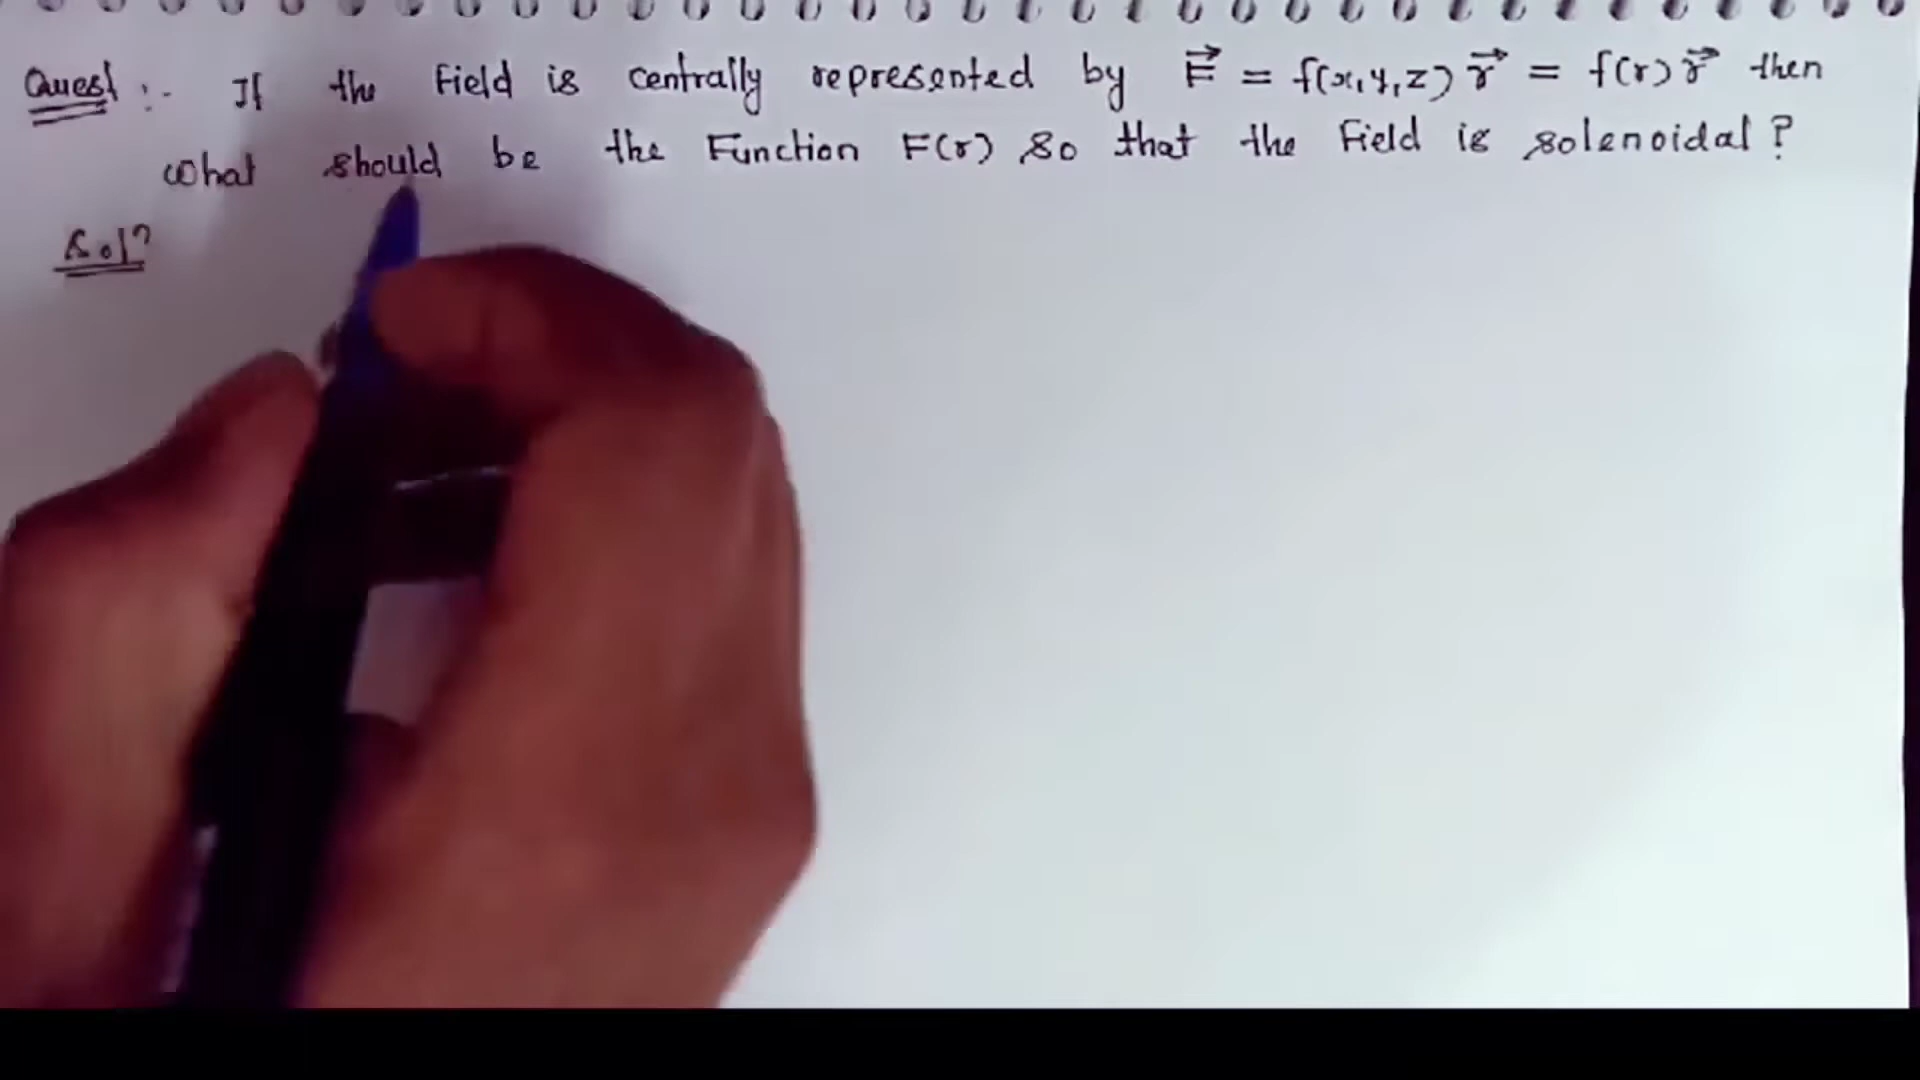 Quest :- If the Field is centrally represented by F⃗ = f(x,y,z) r⃗ = f(r) r⃗ then
what should be the Function F(r) so that the Field is solenoidal?
Solⁿ